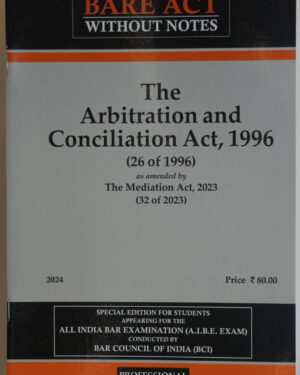 BARE ACT
WITHOUT NOTES
The
Arbitration and
Conciliation Act, 1996
(26 of 1996)
as amended by
The Mediation Act, 2023
(32 of 2023)
2024 Price ₹ 80.00
SPECIAL EDITION FOR STUDENTS
APPEARING FOR THE
ALL INDIA BAR EXAMINATION (A.I.B.E. EXAM)
CONDUCTED BY
BAR COUNCIL OF INDIA (BCI)
PROFESSIONAL